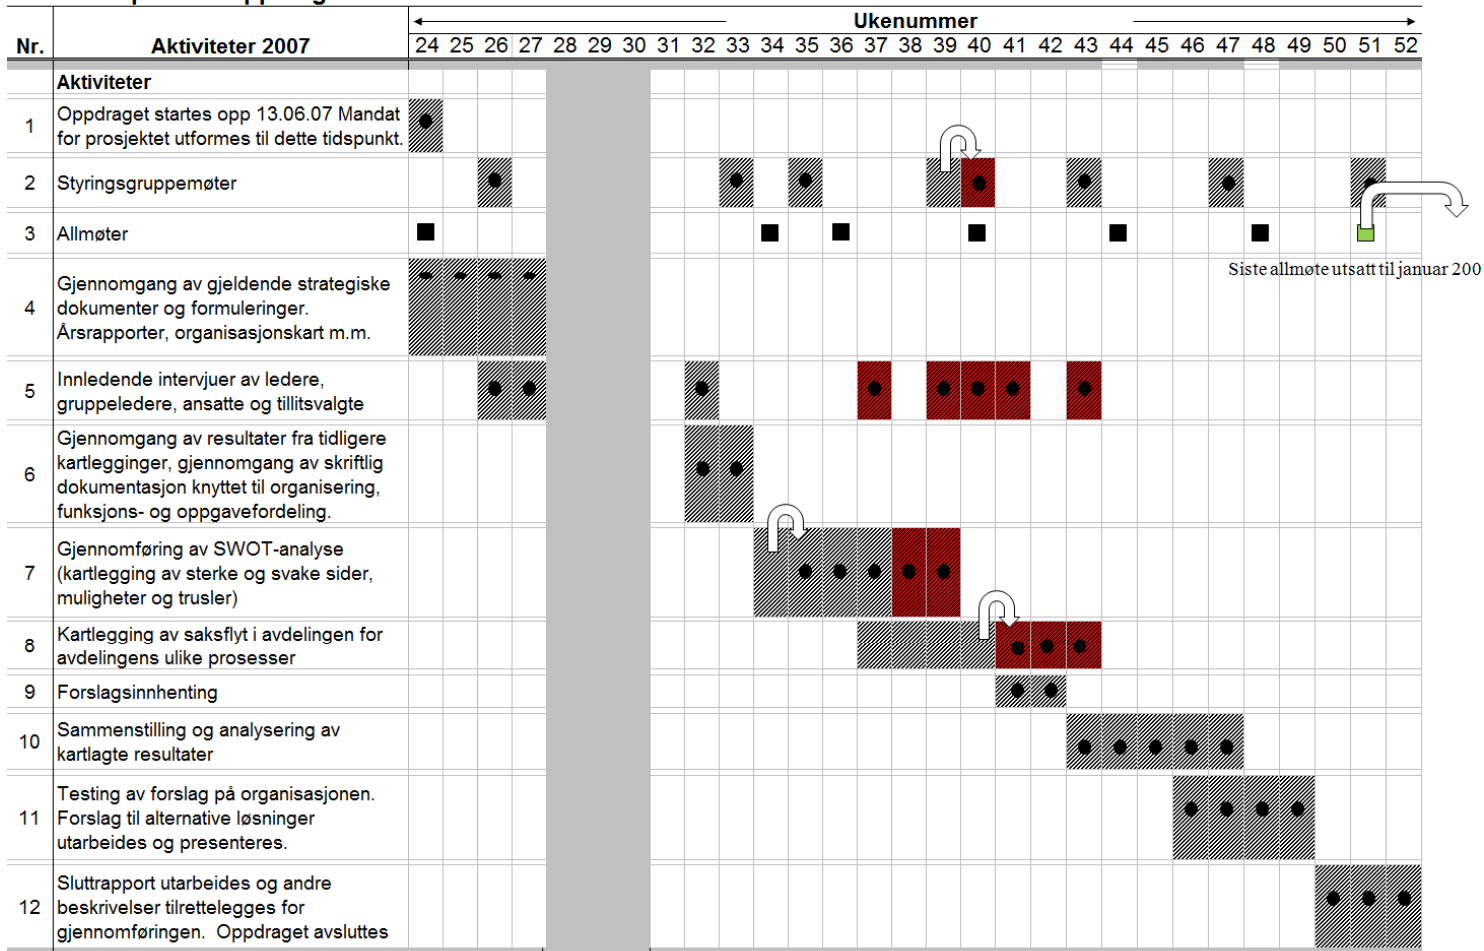 Ukenummer
Nr. Aktiviteter 2007 24 25 26 27 28 29 30 31 32 33 34 35 36 37 38 39 40 41 42 43 44 45 46 47 48 49 50 51 52
Aktiviteter
1 Oppdraget startes opp 13.06.07 Mandat
for prosjektet utformes til dette tidspunkt.
2 Styringsgruppemøter
3 Allmøter
Siste allmøte utsatt til januar 200
4 Gjennomgang av gjeldende strategiske
dokumenter og formuleringer.
Årsrapporter, organisasjonskart m.m.
5 Innledende intervjuer av ledere,
gruppeledere, ansatte og tillitsvalgte
6 Gjennomgang av resultater fra tidligere
kartlegginger, gjennomgang av skriftlig
dokumentasjon knyttet til organisering,
funksjons- og oppgavefordeling.
7 Gjennomføring av SWOT-analyse
(kartlegging av sterke og svake sider,
muligheter og trusler)
8 Kartlegging av saksflyt i avdelingen for
avdelingens ulike prosesser
9 Forslagsinnhenting
10 Sammenstilling og analysering av
kartlagte resultater
11 Testing av forslag på organisasjonen.
Forslag til alternative løsninger
utarbeides og presenteres.
12 Sluttrapport utarbeides og andre
beskrivelser tilrettelegges for
gjennomføringen. Oppdraget avsluttes